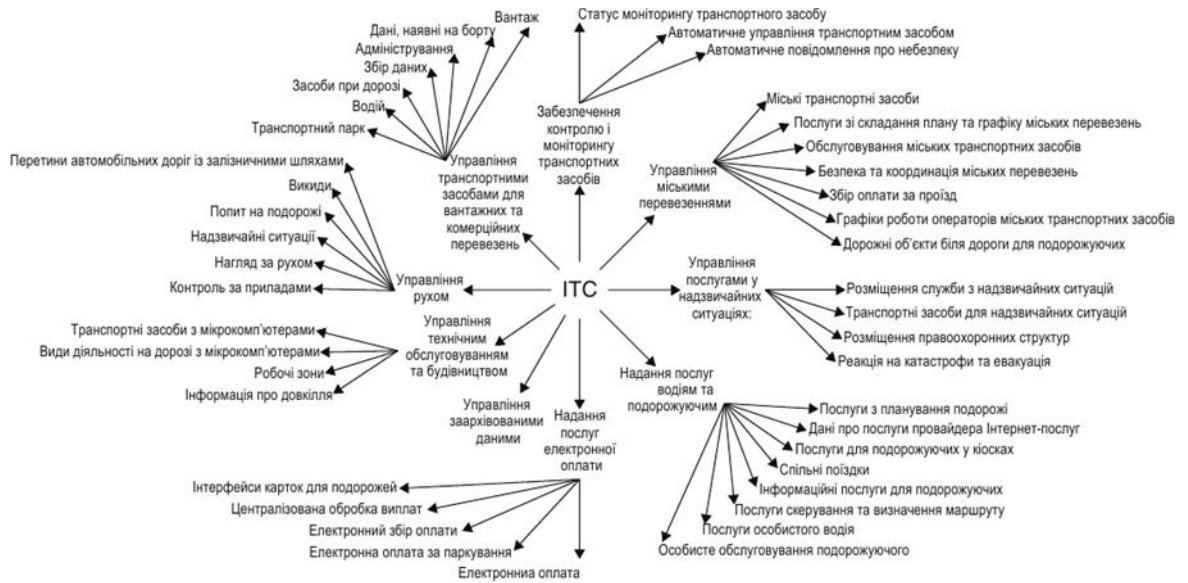 Статус моніторингу транспортного засобу
Автоматичне управління транспортним засобом
Автоматичне повідомлення про небезпеку
Забезпечення
контролю і
моніторингу
транспортних
засобів
Вантаж
Дані, наявні на борту
Адміністрування
Збір даних
Засоби при дорозі
Водій
Транспортний парк
Управління
транспортними
засобами для
вантажних та
комерційних
перевезень
Міські транспортні засоби
Послуги зі складання плану та графіку міських перевезень
Обслуговування міських транспортних засобів
Безпека та координація міських перевезень
Збір оплати за проїзд
Графіки роботи операторів міських транспортних засобів
Дорожні об'єкти біля дороги для подорожуючих
Управління
міськими
перевезеннями
Перетини автомобільних доріг із залізничними шляхами
Викиди
Попит на подорожі
Надзвичайні ситуації
Нагляд за рухом
Контроль за приладами
Управління
рухом
ІТС
Управління
послугами у
надзвичайних
ситуаціях:
Розміщення служби з надзвичайних ситуацій
Транспортні засоби для надзвичайних ситуацій
Розміщення правоохоронних структур
Реакція на катастрофи та евакуація
Транспортні засоби з мікрокомп'ютерами
Види діяльності на дорозі з мікрокомп'ютерами
Робочі зони
Інформація про довкілля
Управління
технічним
обслуговуванням
та будівництвом
Управління
заархівованими
даними
Надання
послуг
електронної
оплати
Надання послуг
водіям та
подорожуючим
Послуги з планування подорожі
Дані про послуги провайдера Інтернет-послуг
Послуги для подорожуючих у кіосках
Спільні поїздки
Інформаційні послуги для подорожуючих
Послуги скерування та визначення маршруту
Послуги особистого водія
Особисте обслуговування подорожуючого
Інтерфейси карток для подорожей
Централізована обробка виплат
Електронний збір оплати
Електронна оплата за паркування
Електронниа оплата